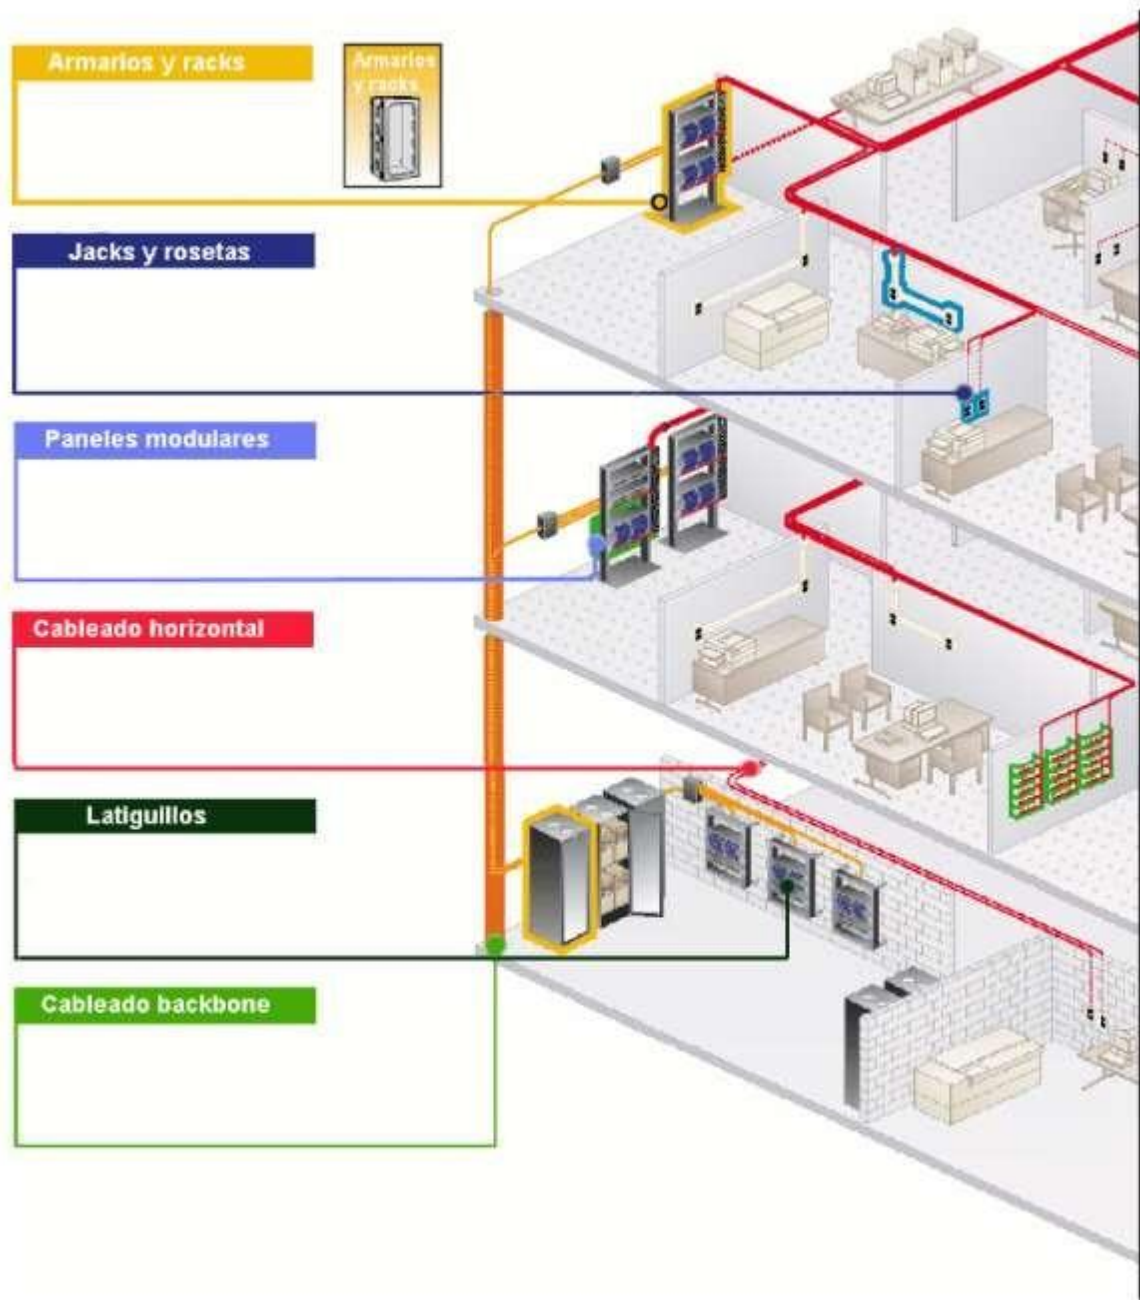 Armarios y racks
Armarios
y racks
Jacks y rosetas
Paneles modulares
Cableado horizontal
Latiguillos
Cableado backbone